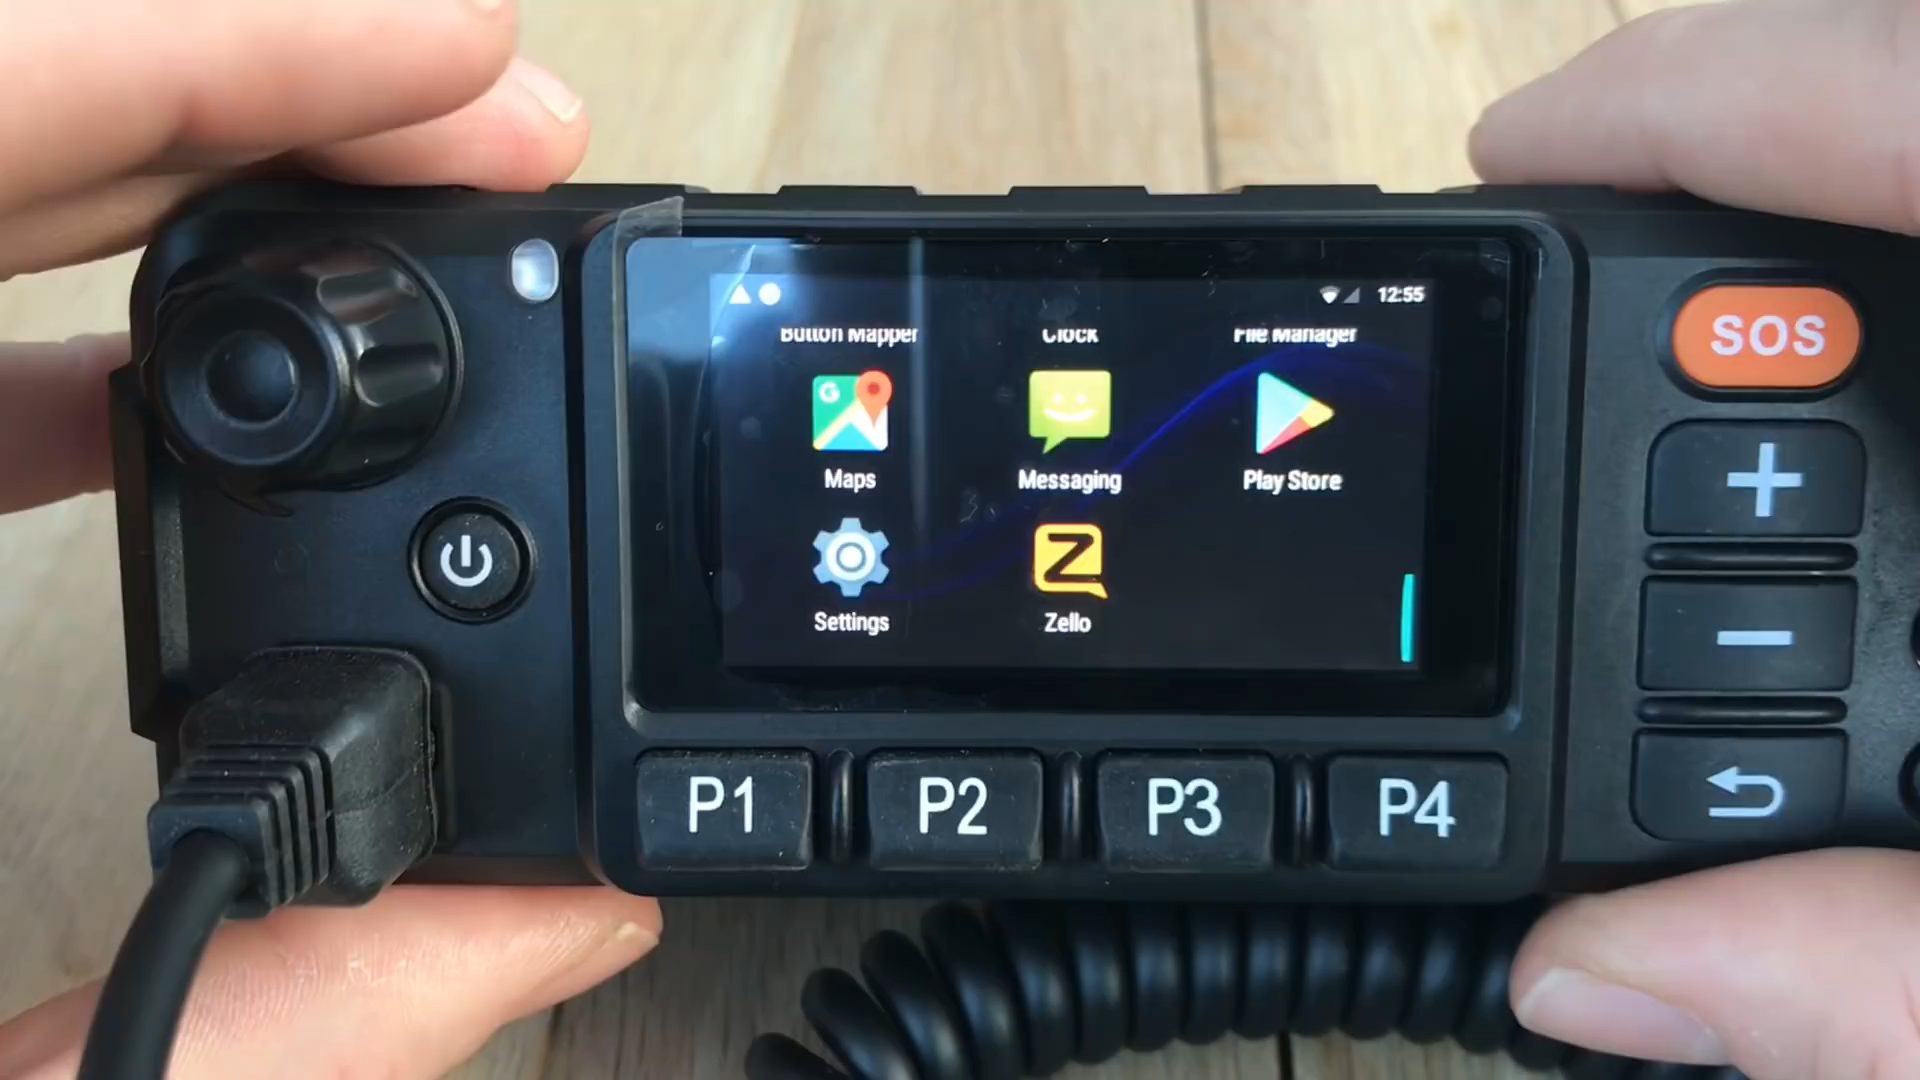 12:55
SOS
Button Mapper
Clock
File Manager
G
Maps
Messaging
Play Store
Z
Settings
Zello
P1
P2
P3
P4